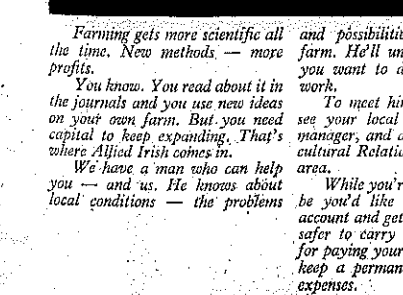 Farming gets more scientific all
the time. New methods — more
profits.
You know. You read about it in
the journals and you use new ideas
on your own farm. But you need
capital to keep expanding. That's
where Allied Irish comes in.
We have a man who can help
you — and us. He knows about
local conditions — the problems
and possibiliti
farm. He'll un
you want to
work.
To meet hi
see your local
manager, and
cultural Relati
area.
While you'r
be you'd like
account and get
safer to carry
for paying your
keep a perman
expenses.